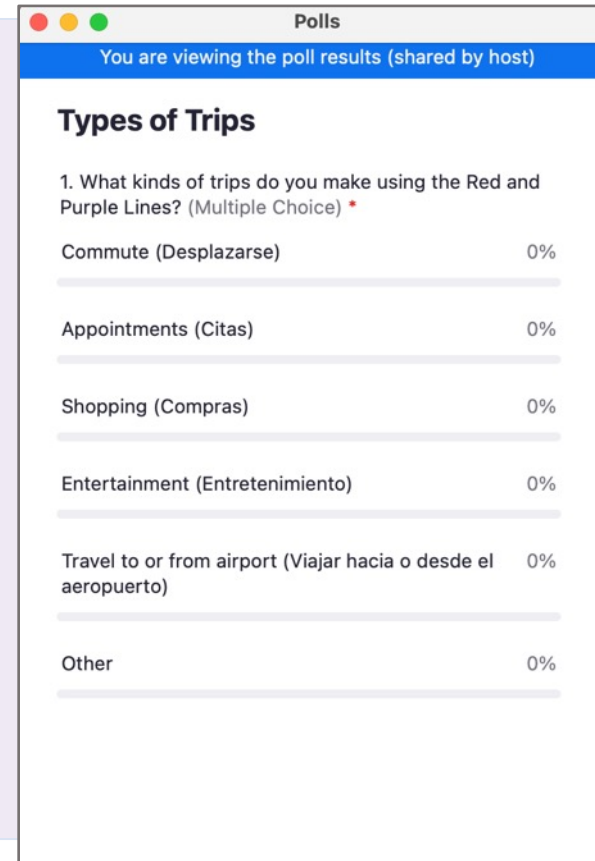 Polls
You are viewing the poll results (shared by host)
Types of Trips
1. What kinds of trips do you make using the Red and
Purple Lines? (Multiple Choice) *
Commute (Desplazarse) 0%
Appointments (Citas) 0%
Shopping (Compras) 0%
Entertainment (Entretenimiento) 0%
Travel to or from airport (Viajar hacia o desde el 0%
aeropuerto)
Other 0%